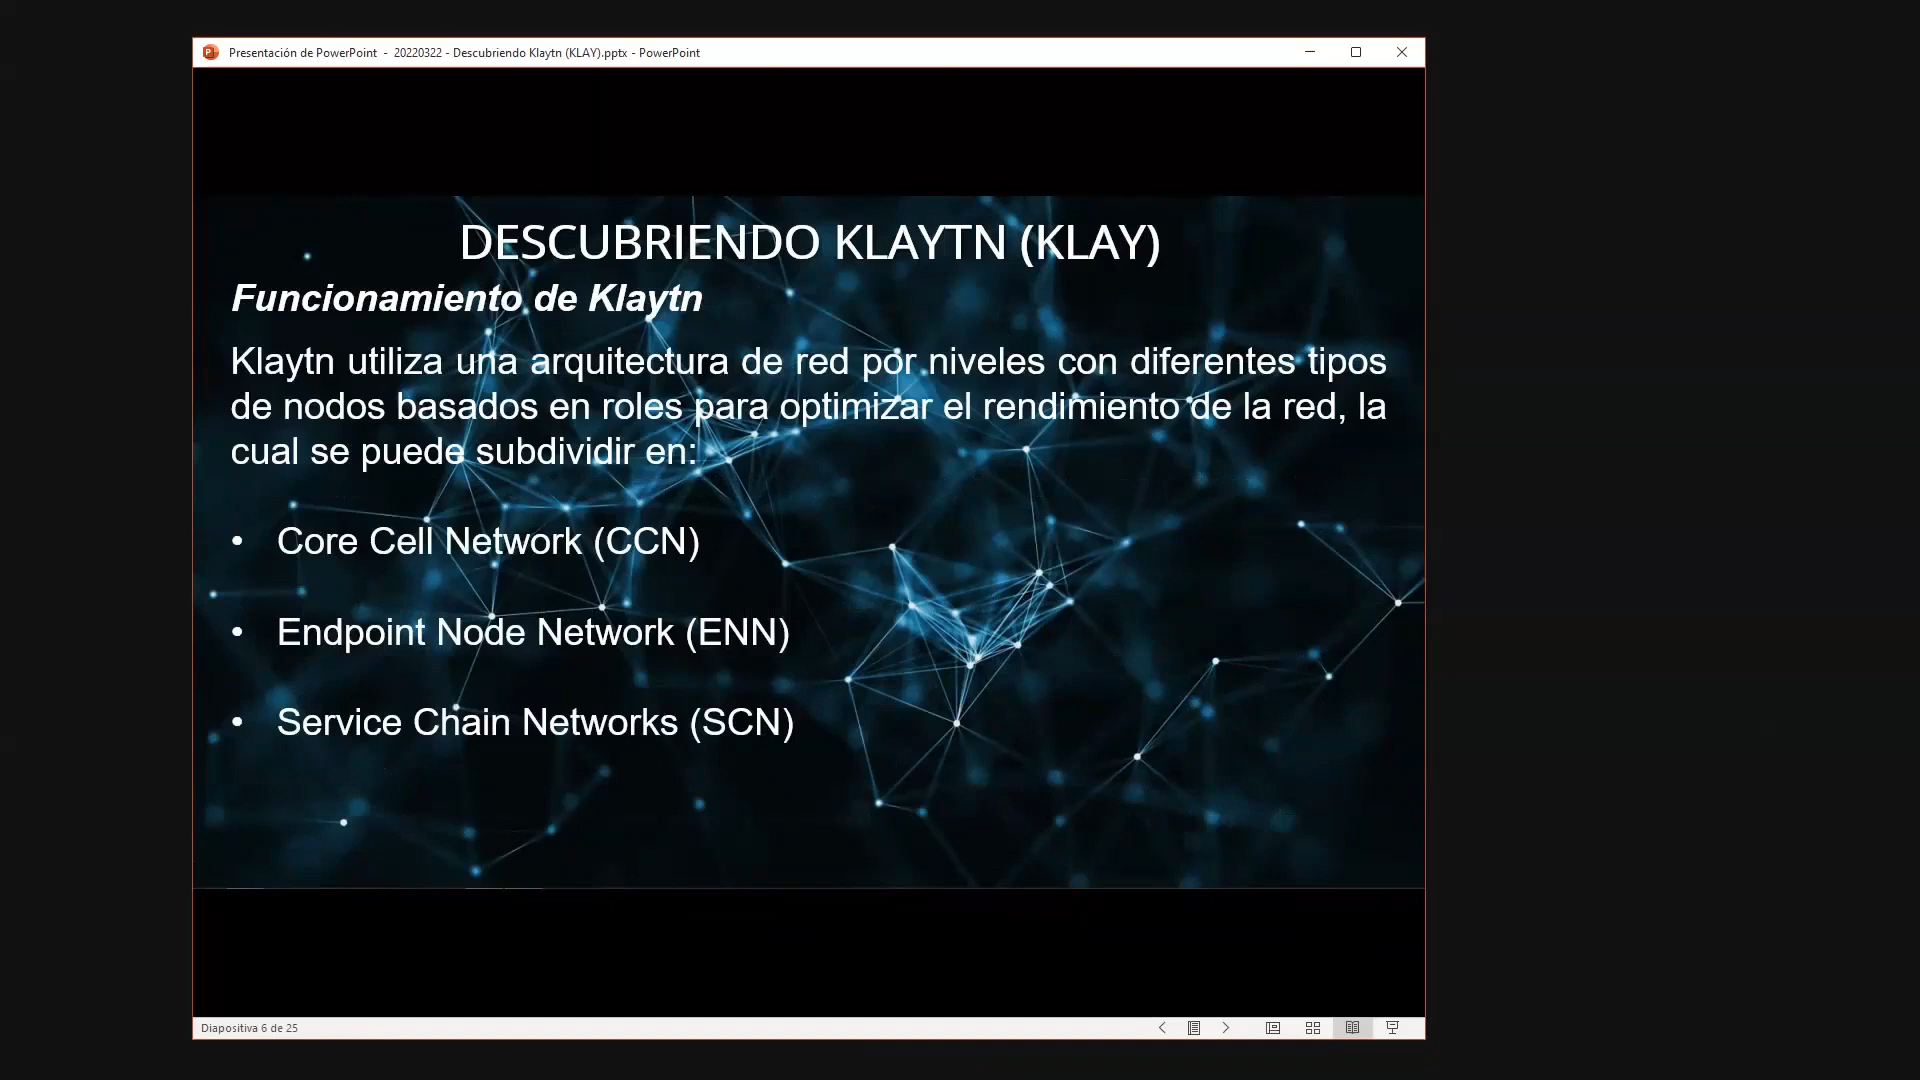 Presentación de PowerPoint - 20220322 - Descubriendo Klaytn (KLAY).pptx - PowerPoint
DESCUBRIENDO KLAYTN (KLAY)
Funcionamiento de Klaytn
Klaytn utiliza una arquitectura de red por niveles con diferentes tipos
de nodos basados en roles para optimizar el rendimiento de la red, la
cual se puede subdividir en:
• Core Cell Network (CCN)
• Endpoint Node Network (ENN)
• Service Chain Networks (SCN)
Diapositiva 6 de 25